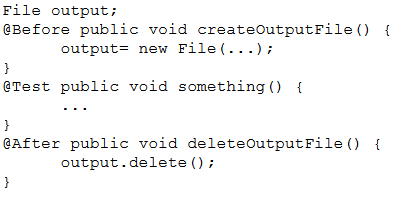 File output;
@Before public void createOutputFile() {
      output= new File(...);
}
@Test public void something() {
      ...
}
@After public void deleteOutputFile() {
      output.delete();
}